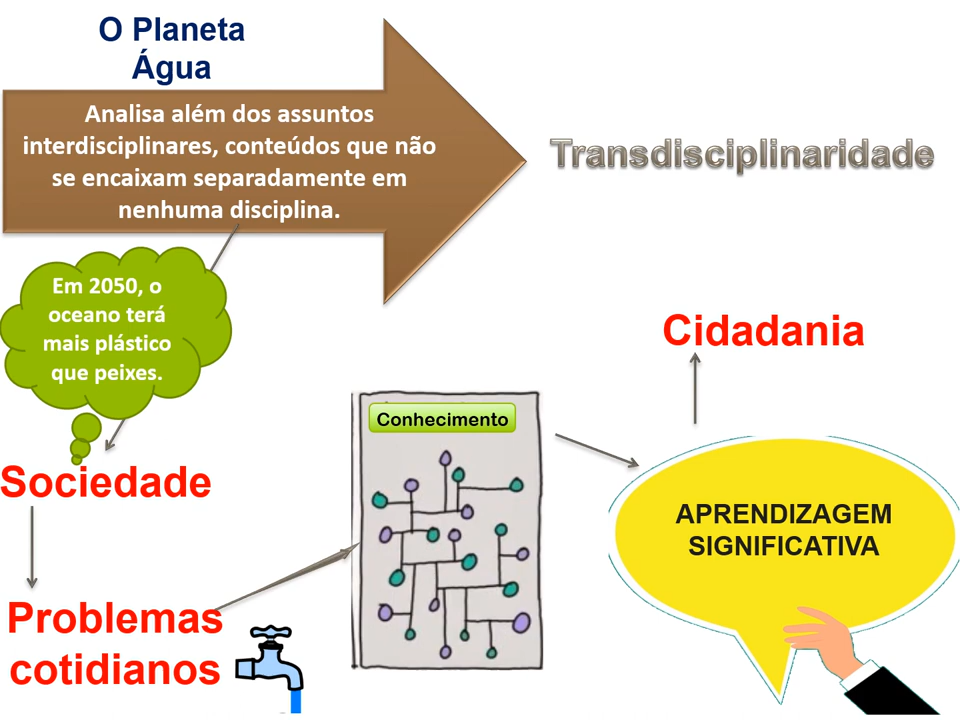 O Planeta
Água
Analisa além dos assuntos
interdisciplinares, conteúdos que não
se encaixam separadamente em
nenhuma disciplina.
Transdisciplinaridade
Em 2050, o
oceano terá
mais plástico
que peixes.
Cidadania
Conhecimento
Sociedade
APRENDIZAGEM
SIGNIFICATIVA
Problemas
cotidianos